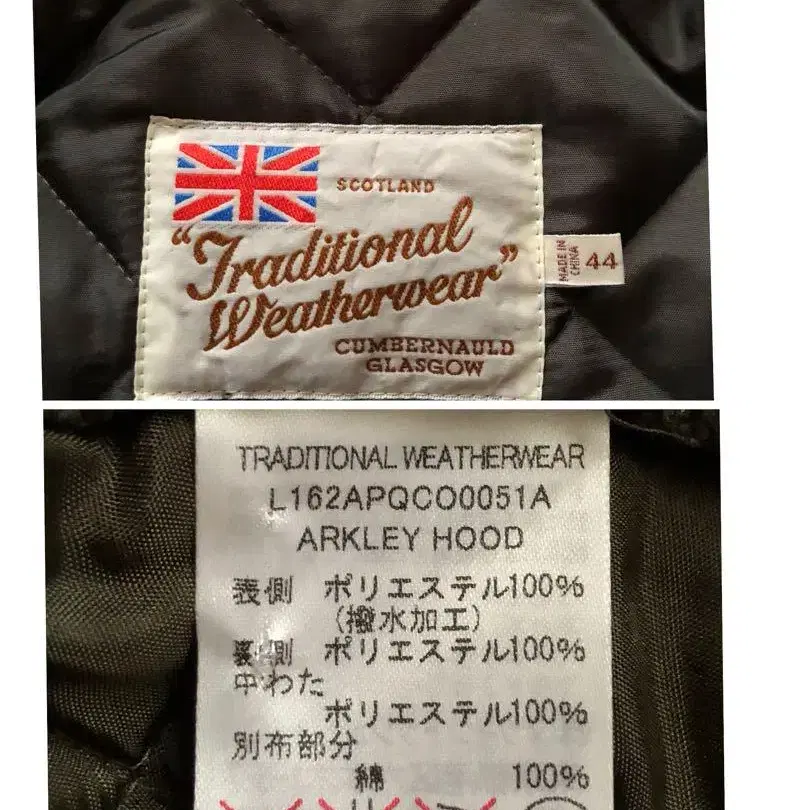 SCOTLAND
"Traditional
Weatherwear"
CUMBERNAULD
GLASGOW
MADE IN
CHINA
44
TRADITIONAL WEATHERWEAR
L162APQCO0051A
ARKLEY HOOD
表側 ポリエステル100%
(撥水加工)
裏側 ポリエステル100%
中わた
ポリエステル100%
別布部分
綿 100%